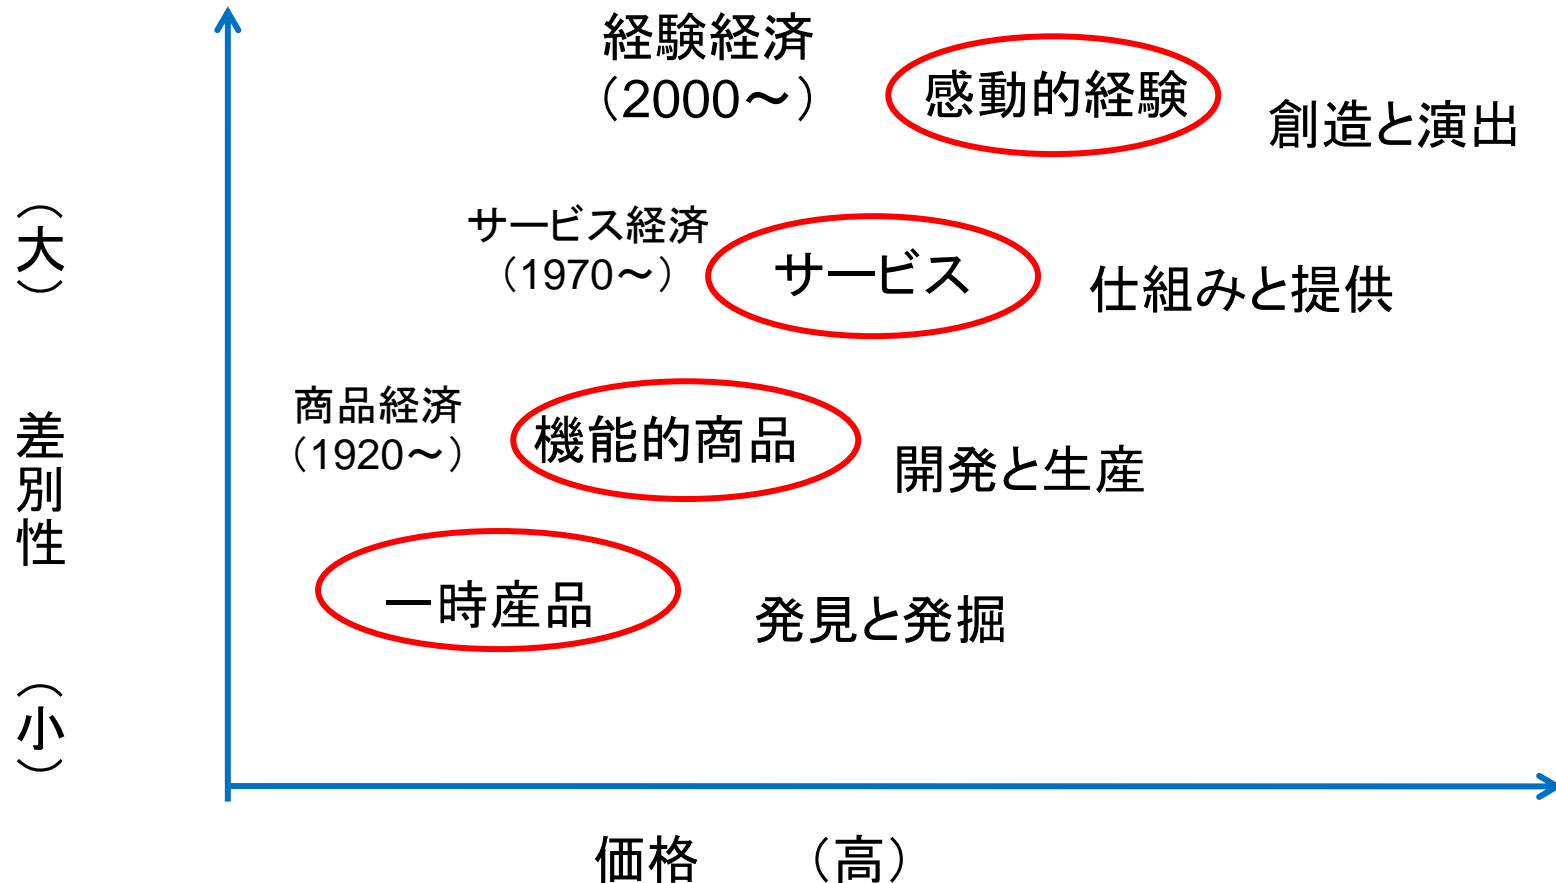 経験経済
（2000～）
感動的経験
創造と演出
サービス経済
（1970～）
サービス
仕組みと提供
商品経済
（1920～）
機能的商品
開発と生産
一時産品
発見と発掘
（大）
差別性
（小）
価格　（高）